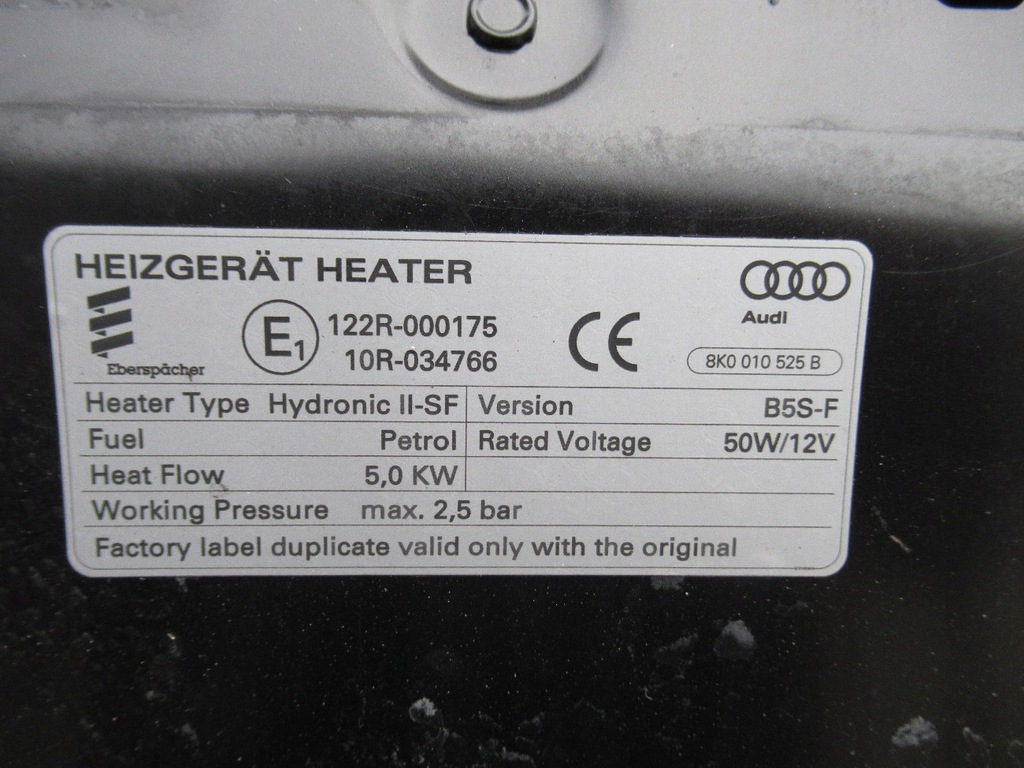 HEIZGERÄT HEATER
Audi
Eberspächer
E1 122R-000175
10R-034766
CE
8K0 010 525 B
Heater Type Hydronic II-SF Version B5S-F
Fuel Petrol Rated Voltage 50W/12V
Heat Flow 5,0 KW
Working Pressure max. 2,5 bar
Factory label duplicate valid only with the original